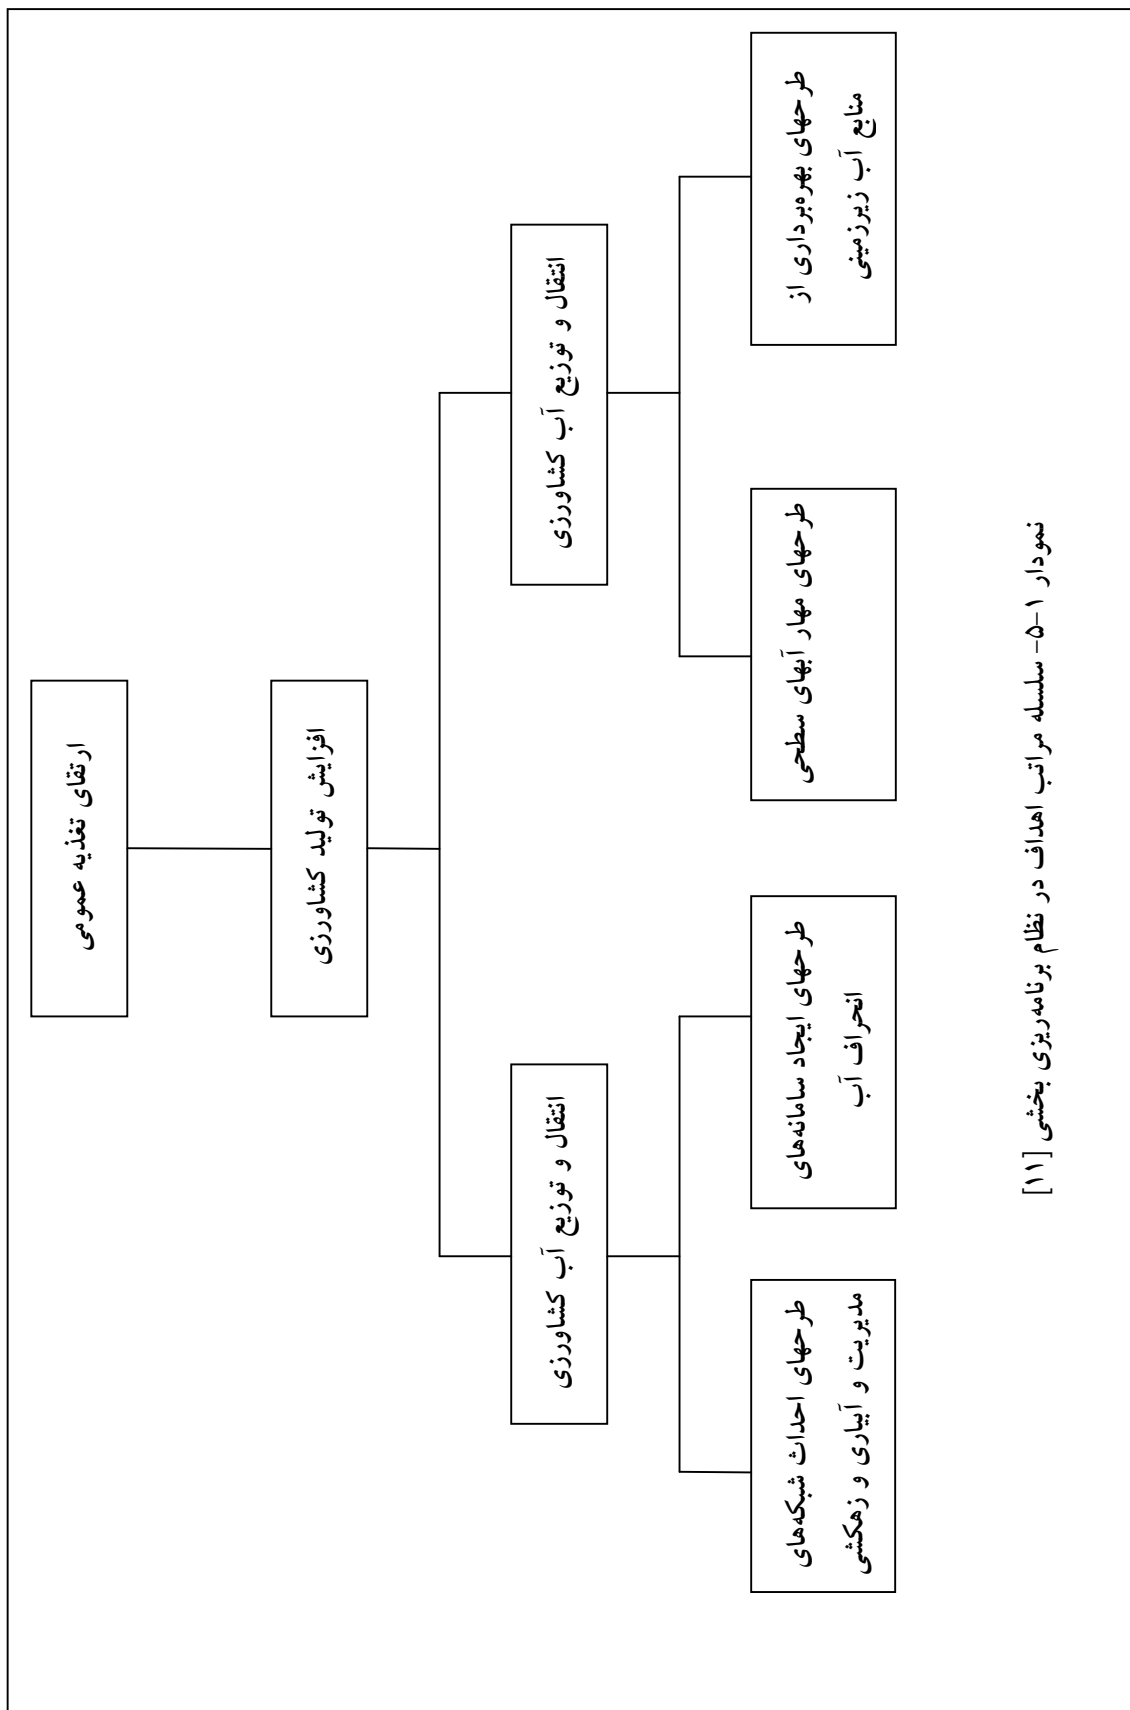 ارتقای تغذیه عمومی
افزایش تولید کشاورزی
انتقال و توزیع آب کشاورزی
انتقال و توزیع آب کشاورزی
طرحهای بهره‌برداری از
منابع آب زیرزمینی
طرحهای مهار آبهای سطحی
طرحهای ایجاد سامانه‌های
انحراف آب
طرحهای احداث شبکه‌های
مدیریت و آبیاری و زهکشی
نمودار ۱-۵- سلسله مراتب اهداف در نظام برنامه‌ریزی بخشی [۱۱]